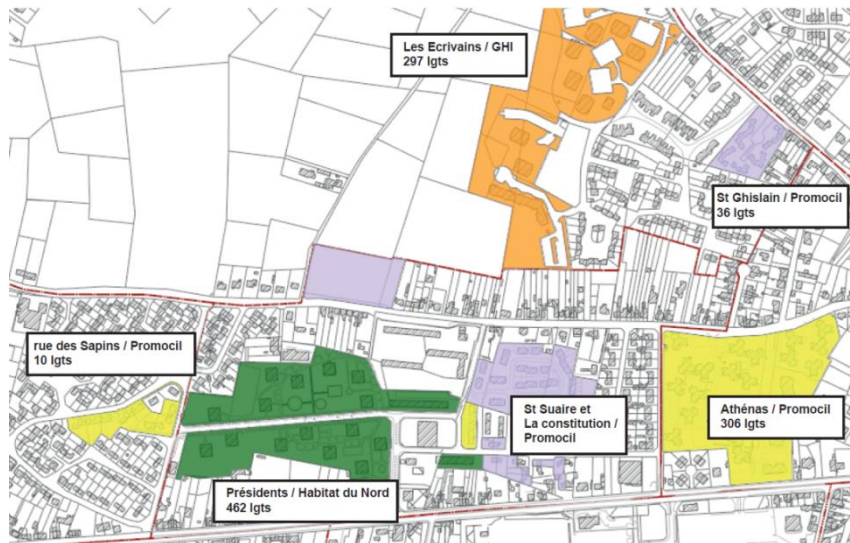 Les Ecrivains / GHI
297 lgts
St Ghislain / Promocil
36 lgts
rue des Sapins / Promocil
10 lgts
St Suaire et
La constitution /
Promocil
Athénas / Promocil
306 lgts
Présidents / Habitat du Nord
462 lgts